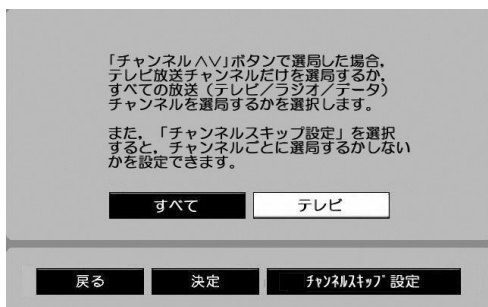 「チャンネル∧∨」ボタンで選局した場合,
テレビ放送チャンネルだけを選局するか,
すべての放送（テレビ／ラジオ／データ）
チャンネルを選局するかを選択します。
また,「チャンネルスキップ設定」を選択
すると, チャンネルごとに選局するかしない
かを設定できます。
すべて テレビ
戻る 決定 ﾁｬﾝﾈﾙｽｷｯﾌﾟ設定